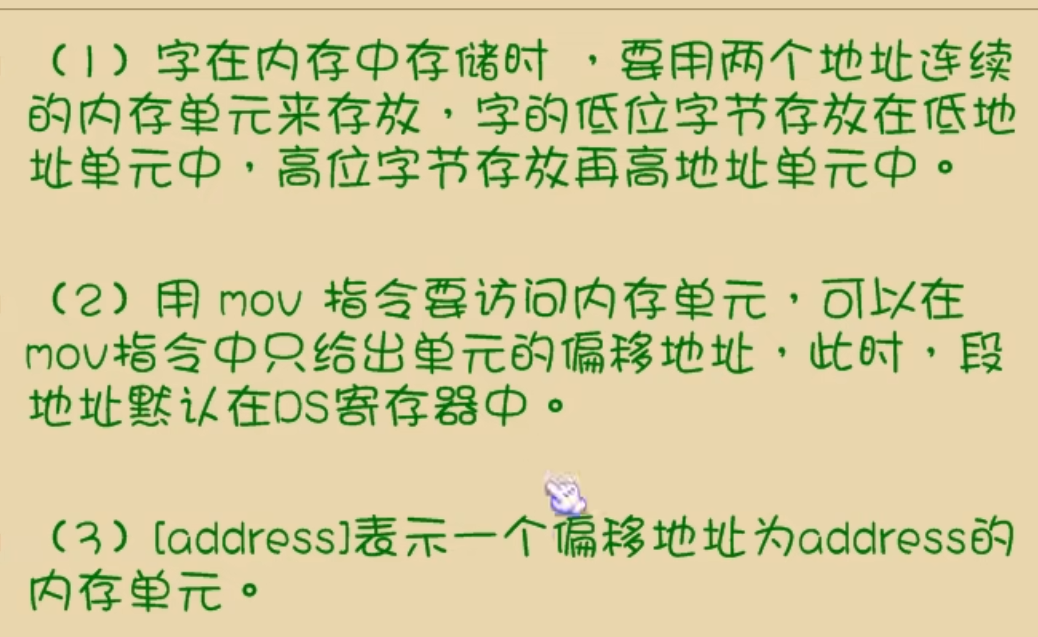 （1）字在内存中存储时 ，要用两个地址连续
的内存单元来存放，字的低位字节存放在低地
址单元中，高位字节存放再高地址单元中。
（2）用 mov 指令要访问内存单元，可以在
mov指令中只给出单元的偏移地址，此时，段
地址默认在DS寄存器中。
（3）[address]表示一个偏移地址为address的
内存单元。